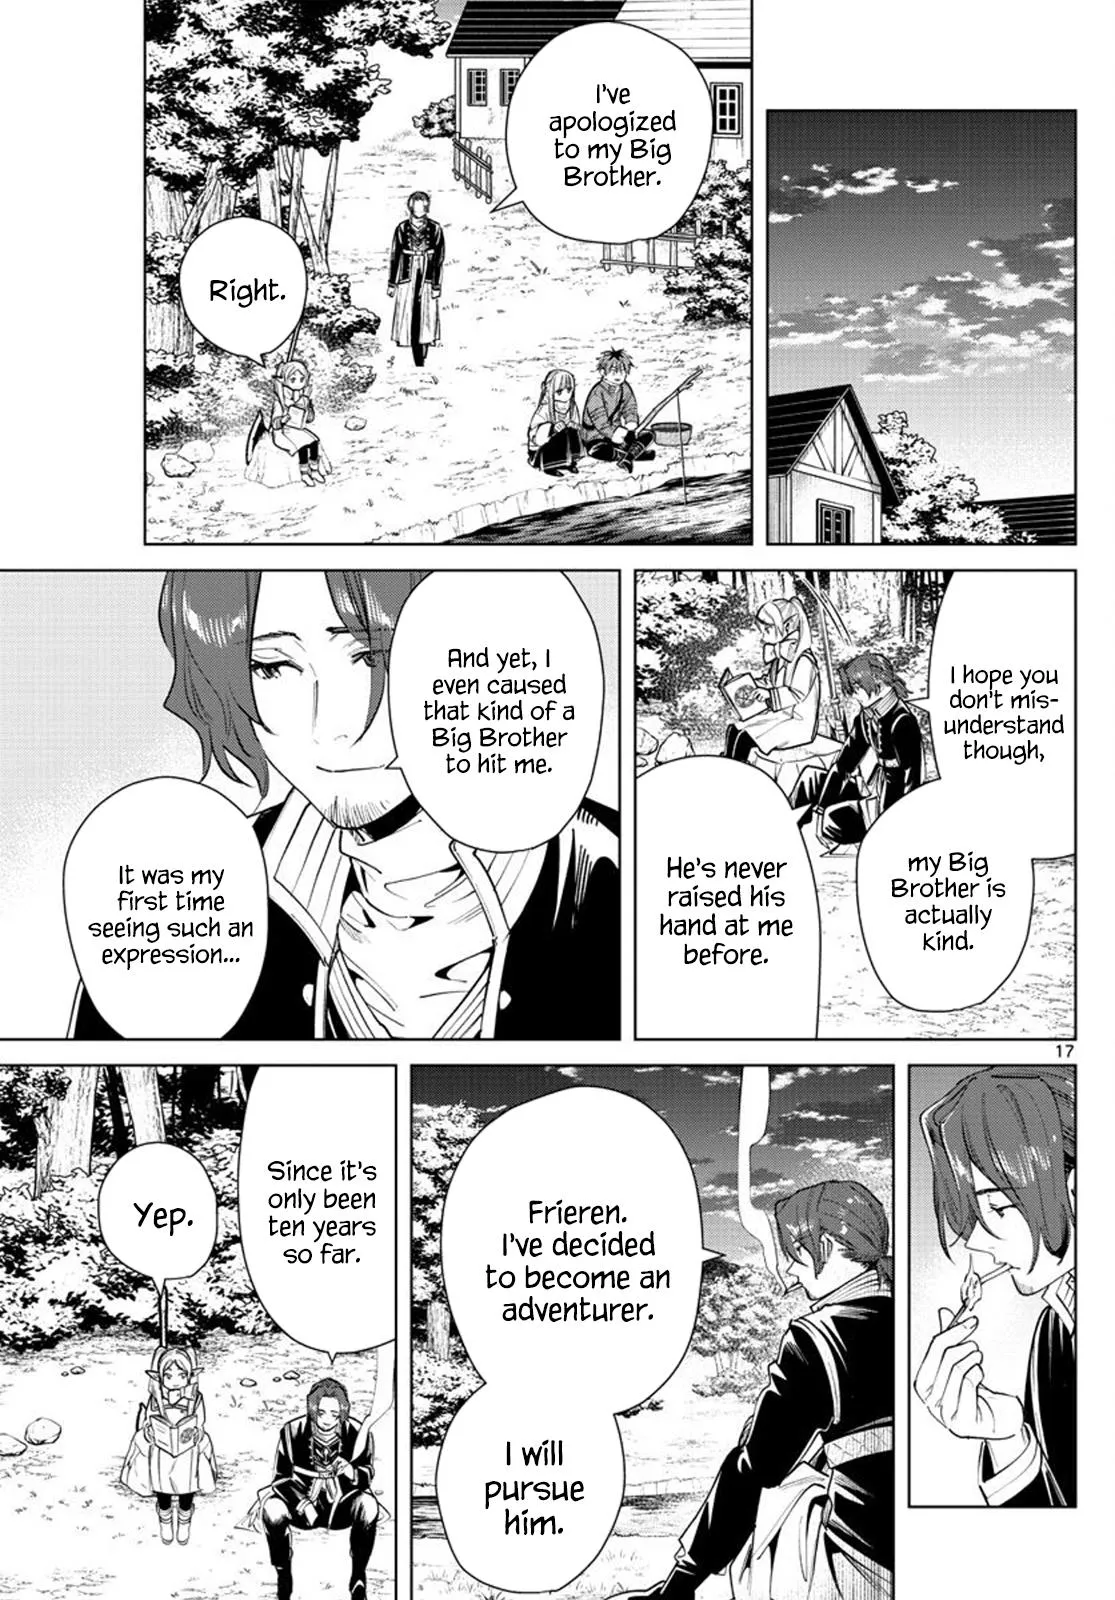 I've
apologized
to my Big
Brother.
Right.
I hope you
don't mis-
understand
though,
my Big
Brother is
actually
kind.
He's never
raised his
hand at me
before.
And yet, I
even caused
that kind of a
Big Brother
to hit me.
It was my
first time
seeing such an
expression...
17
Frieren.
I've decided
to become an
adventurer.
I will
pursue
him.
Since it's
only been
ten years
so far.
Yep.